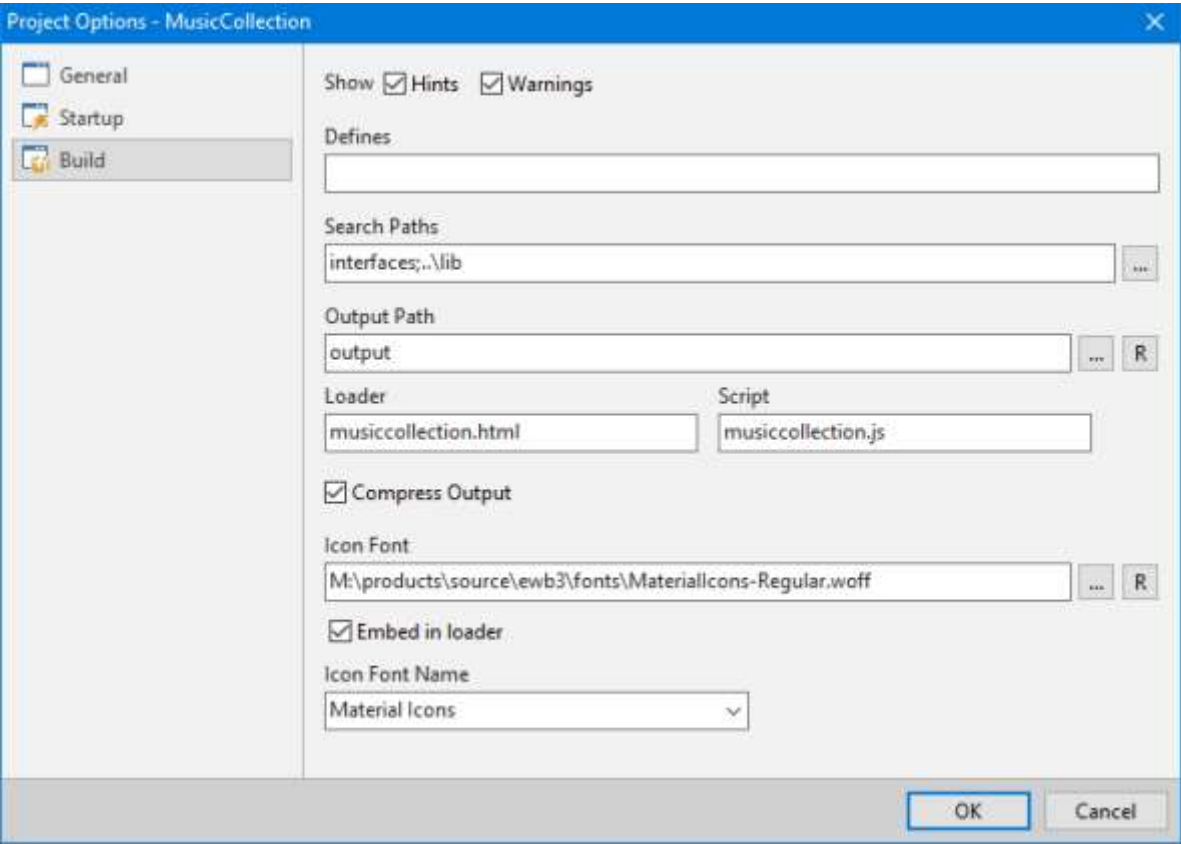 Project Options - MusicCollection
General
Startup
Build
Show Hints Warnings
Defines
Search Paths
interfaces;..\lib
...
Output Path
output
... R
Loader Script
musiccollection.html musiccollection.js
Compress Output
Icon Font
M:\products\source\ewb3\fonts\MaterialIcons-Regular.woff
... R
Embed in loader
Icon Font Name
Material Icons
OK Cancel